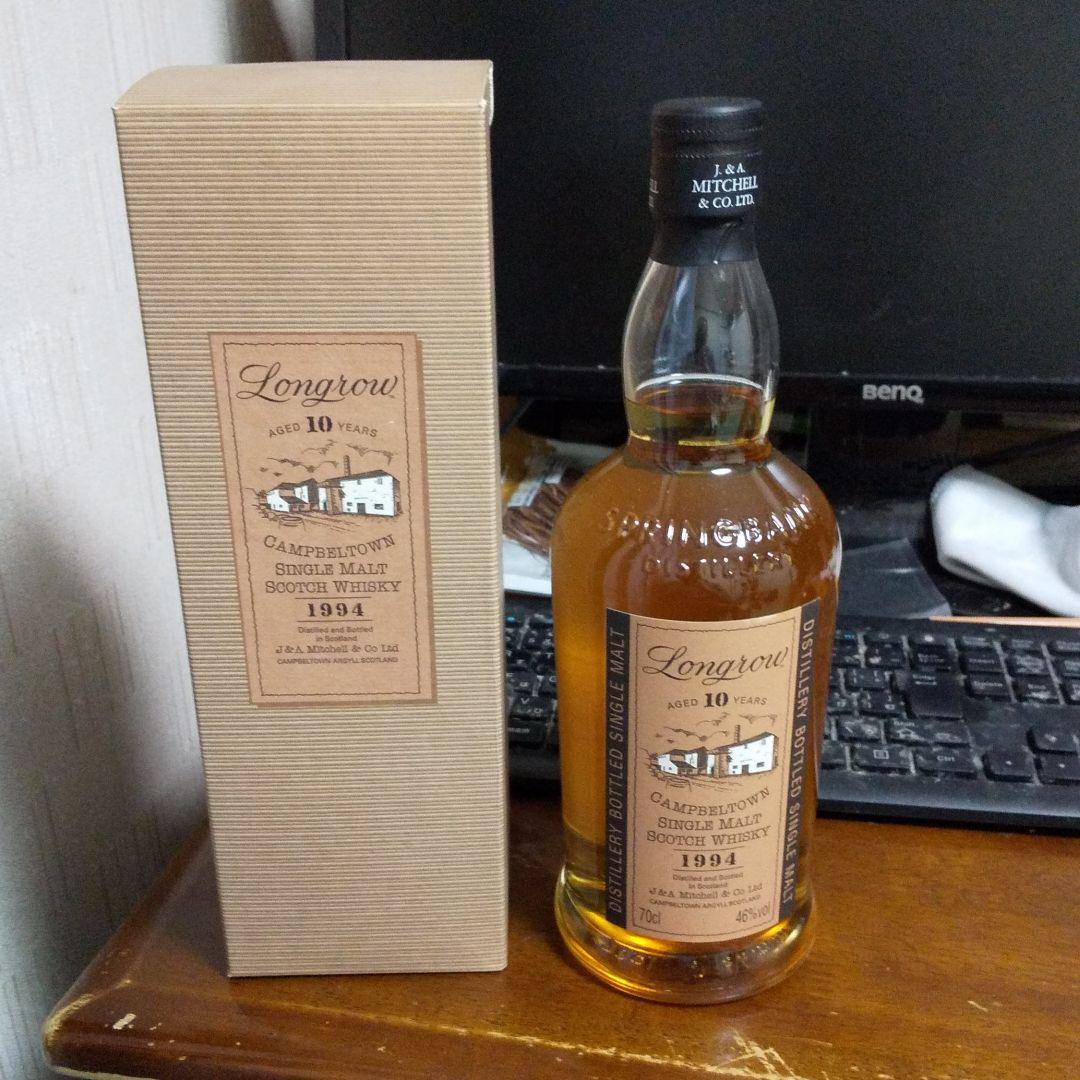 Longrow
AGED 10 YEARS
CAMPBELTOWN
SINGLE MALT
SCOTCH WHISKY
1994
Distilled and Bottled
in Scotland
J & A Mitchell & Co Ltd
CAMPBELTOWN ARGYLL SCOTLAND
J. & A.
MITCHELL
& CO. LTD.
BenQ
SPRINGBANK
DISTILLERY
DISTILLERY BOTTLED SINGLE MALT
Longrow
AGED 10 YEARS
CAMPBELTOWN
SINGLE MALT
SCOTCH WHISKY
1994
Distilled and Bottled
in Scotland
J & A Mitchell & Co Ltd
CAMPBELTOWN ARGYLL SCOTLAND
70cl 46%vol
DISTILLERY BOTTLED SINGLE MALT
Ctrl